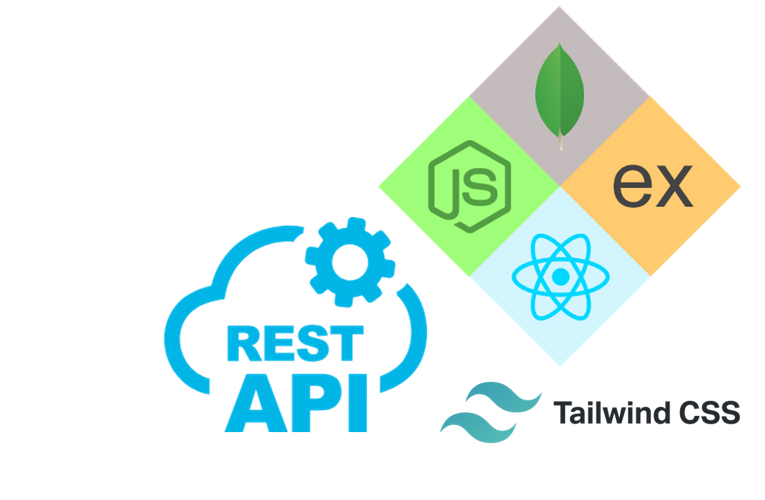 JS
ex
REST
API
Tailwind CSS